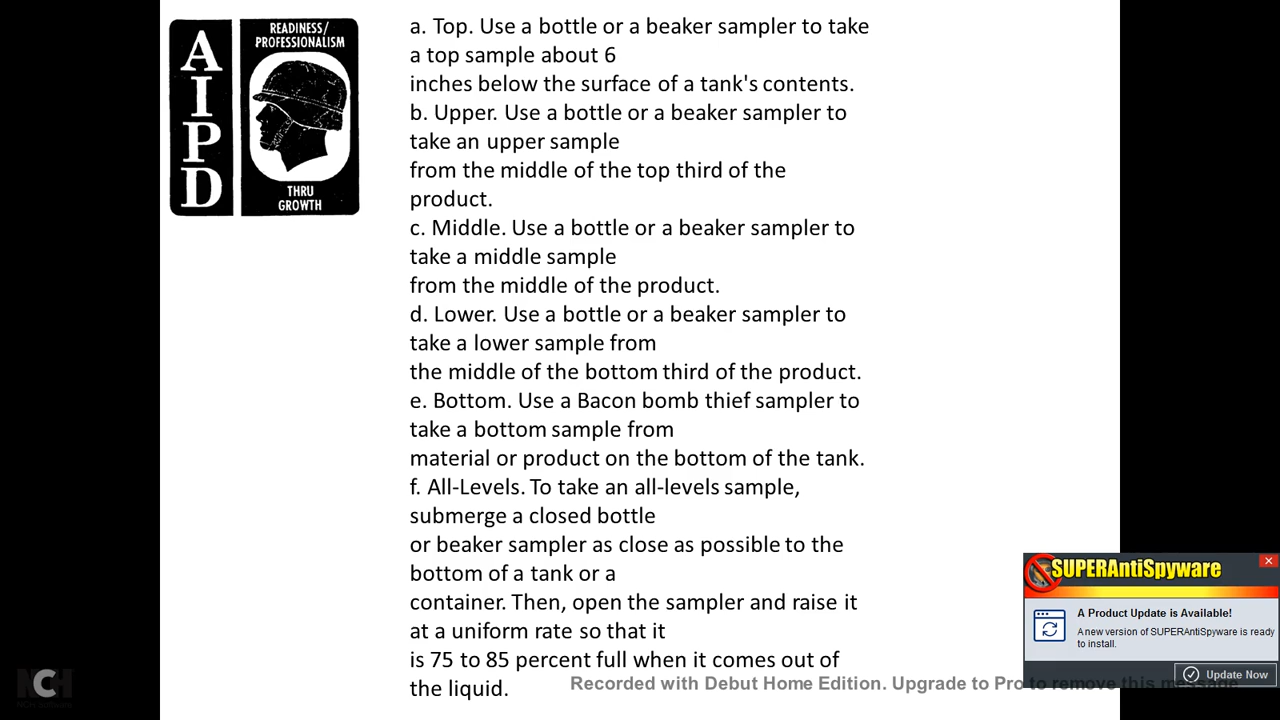 AIPD
READINESS/
PROFESSIONALISM
THRU
GROWTH
a. Top. Use a bottle or a beaker sampler to take
a top sample about 6
inches below the surface of a tank's contents.
b. Upper. Use a bottle or a beaker sampler to
take an upper sample
from the middle of the top third of the
product.
c. Middle. Use a bottle or a beaker sampler to
take a middle sample
from the middle of the product.
d. Lower. Use a bottle or a beaker sampler to
take a lower sample from
the middle of the bottom third of the product.
e. Bottom. Use a Bacon bomb thief sampler to
take a bottom sample from
material or product on the bottom of the tank.
f. All-Levels. To take an all-levels sample,
submerge a closed bottle
or beaker sampler as close as possible to the
bottom of a tank or a
container. Then, open the sampler and raise it
at a uniform rate so that it
is 75 to 85 percent full when it comes out of
the liquid.
SUPERAntiSpyware
A Product Update is Available!
A new version of SUPERAntiSpyware is ready
to install.
Update Now
NCH
NCH Software
Recorded with Debut Home Edition. Upgrade to Pro to remove this message